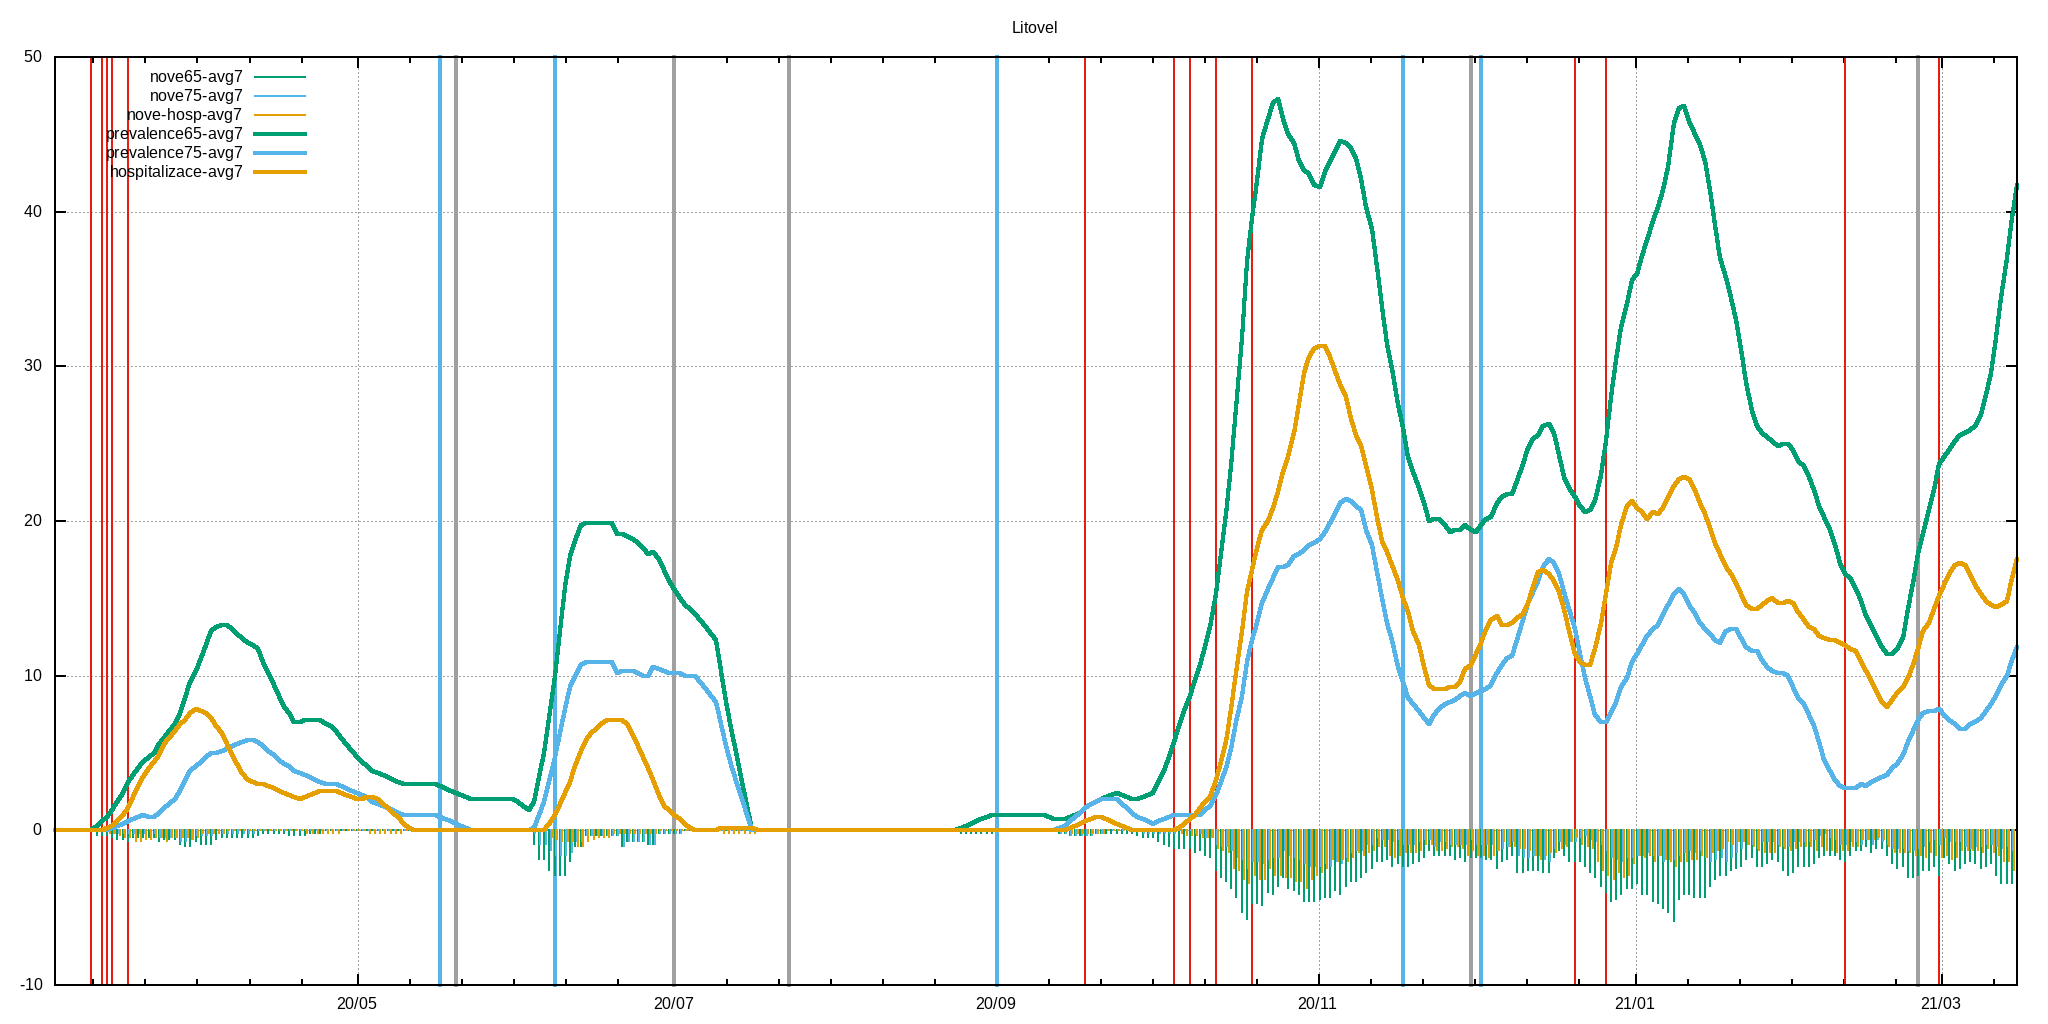 Litovel
50
nove65-avg7
nove75-avg7
nove-hosp-avg7
prevalence65-avg7
prevalence75-avg7
hospitalizace-avg7
40
30
20
10
0
-10
20/05 20/07 20/09 20/11 21/01 21/03